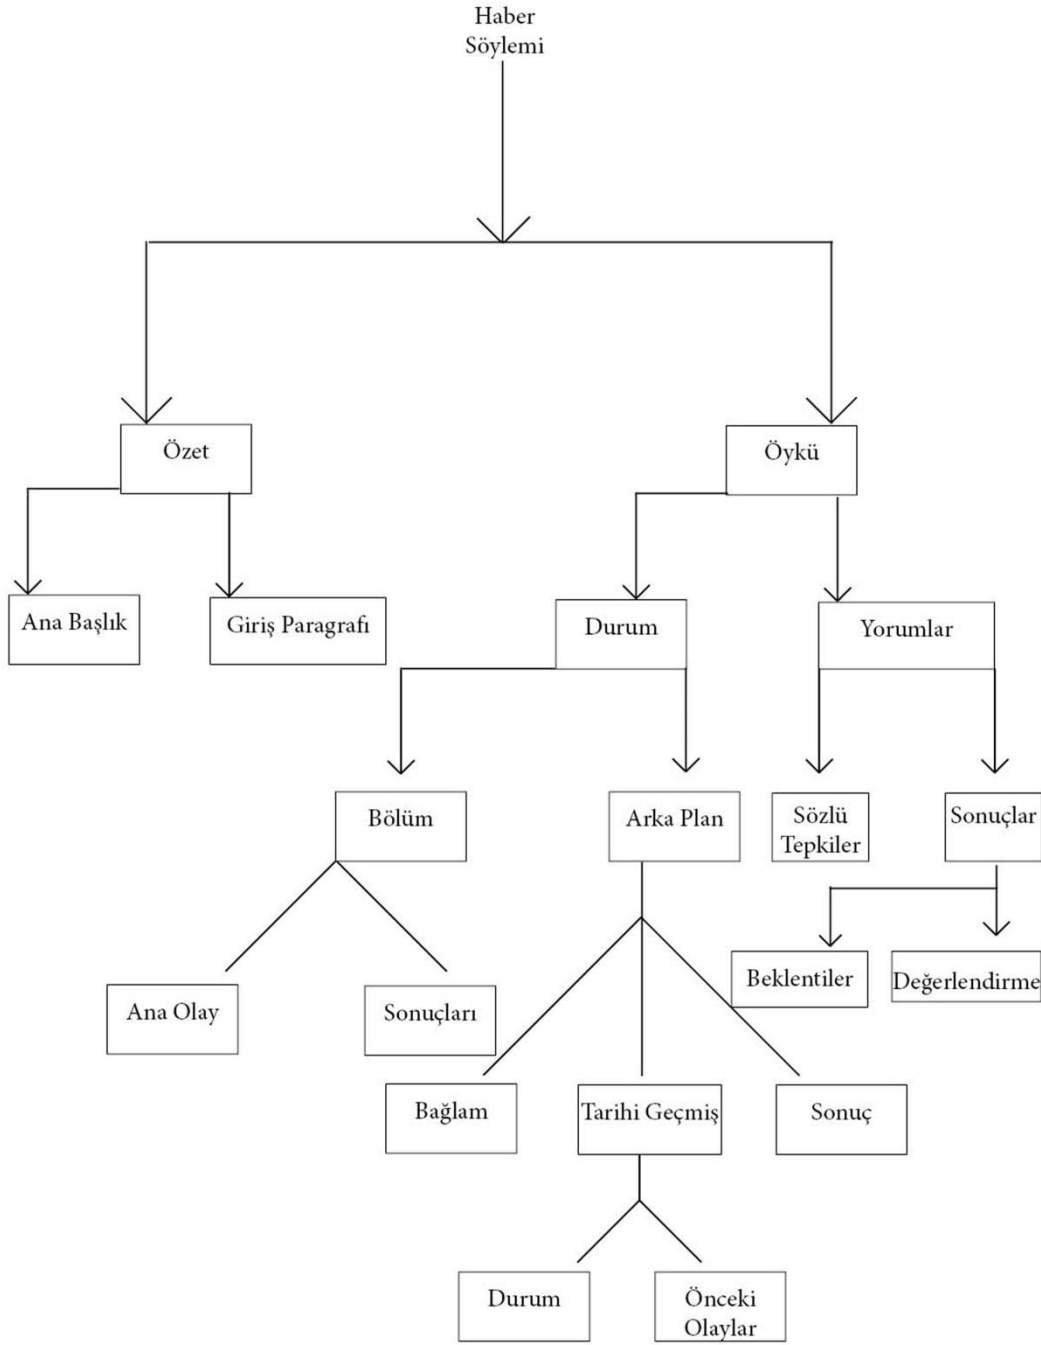 Haber
Söylemi
Özet
Öykü
Ana Başlık
Giriş Paragrafı
Durum
Yorumlar
Bölüm
Arka Plan
Sözlü
Tepkiler
Sonuçlar
Beklentiler
Değerlendirme
Ana Olay
Sonuçları
Bağlam
Tarihi Geçmiş
Sonuç
Durum
Önceki
Olaylar